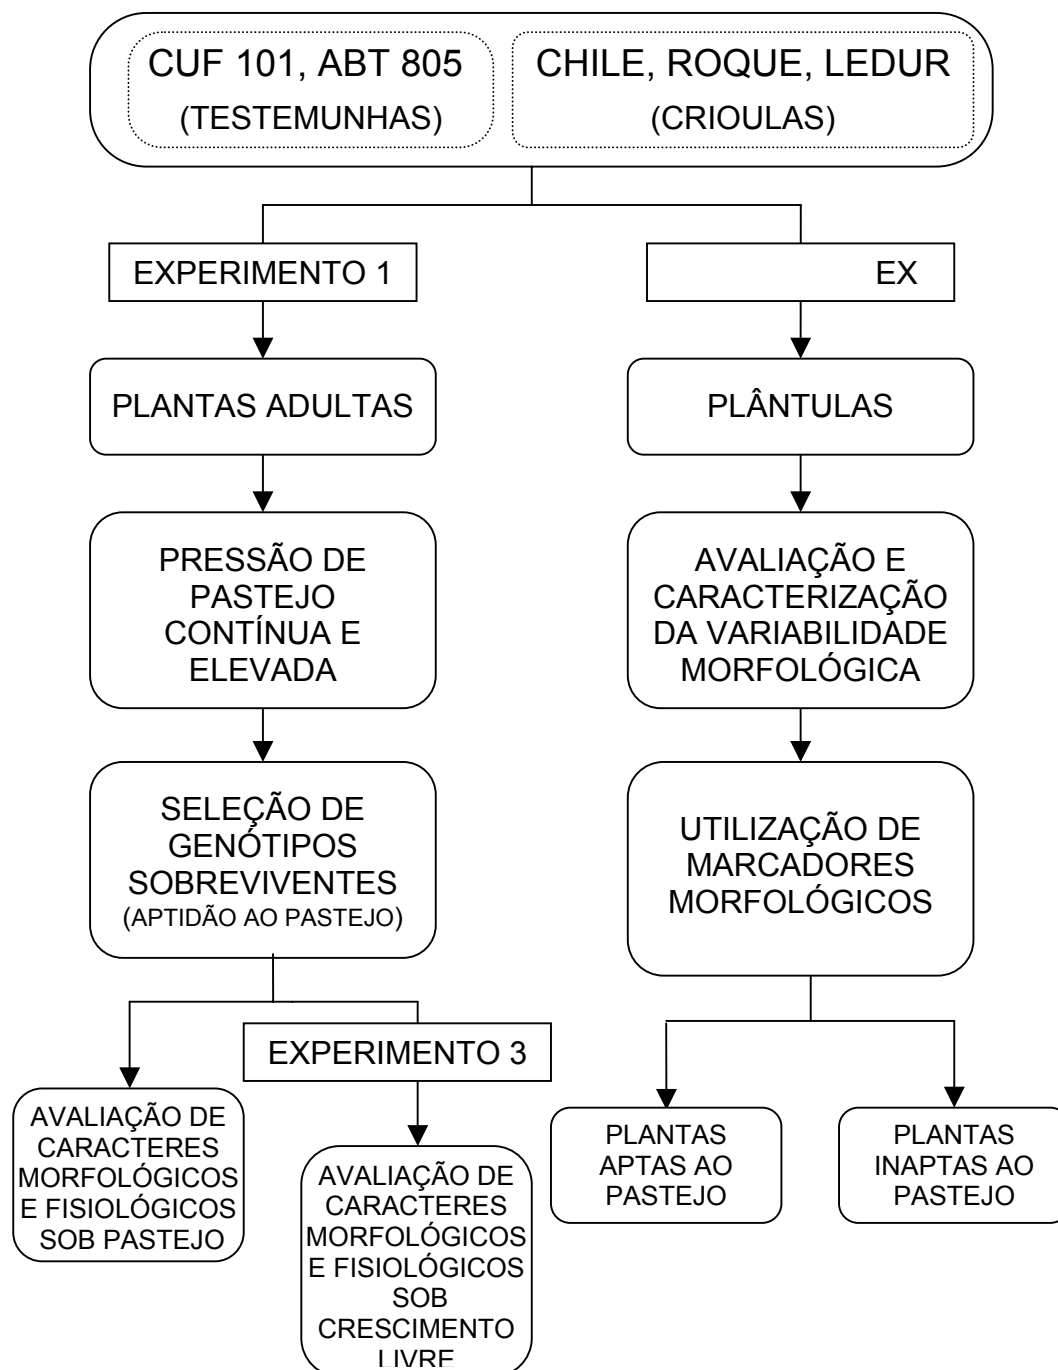 CUF 101, ABT 805
(TESTEMUNHAS)
CHILE, ROQUE, LEDUR
(CRIOULAS)
EXPERIMENTO 1
EX
PLANTAS ADULTAS
PLÂNTULAS
PRESSÃO DE
PASTEJO
CONTÍNUA E
ELEVADA
AVALIAÇÃO E
CARACTERIZAÇÃO
DA VARIABILIDADE
MORFOLÓGICA
SELEÇÃO DE
GENÓTIPOS
SOBREVIVENTES
(APTIDÃO AO PASTEJO)
UTILIZAÇÃO DE
MARCADORES
MORFOLÓGICOS
EXPERIMENTO 3
AVALIAÇÃO DE
CARACTERES
MORFOLÓGICOS
E FISIOLÓGICOS
SOB PASTEJO
AVALIAÇÃO DE
CARACTERES
MORFOLÓGICOS
E FISIOLÓGICOS
SOB
CRESCIMENTO
LIVRE
PLANTAS
APTAS AO
PASTEJO
PLANTAS
INAPTAS AO
PASTEJO